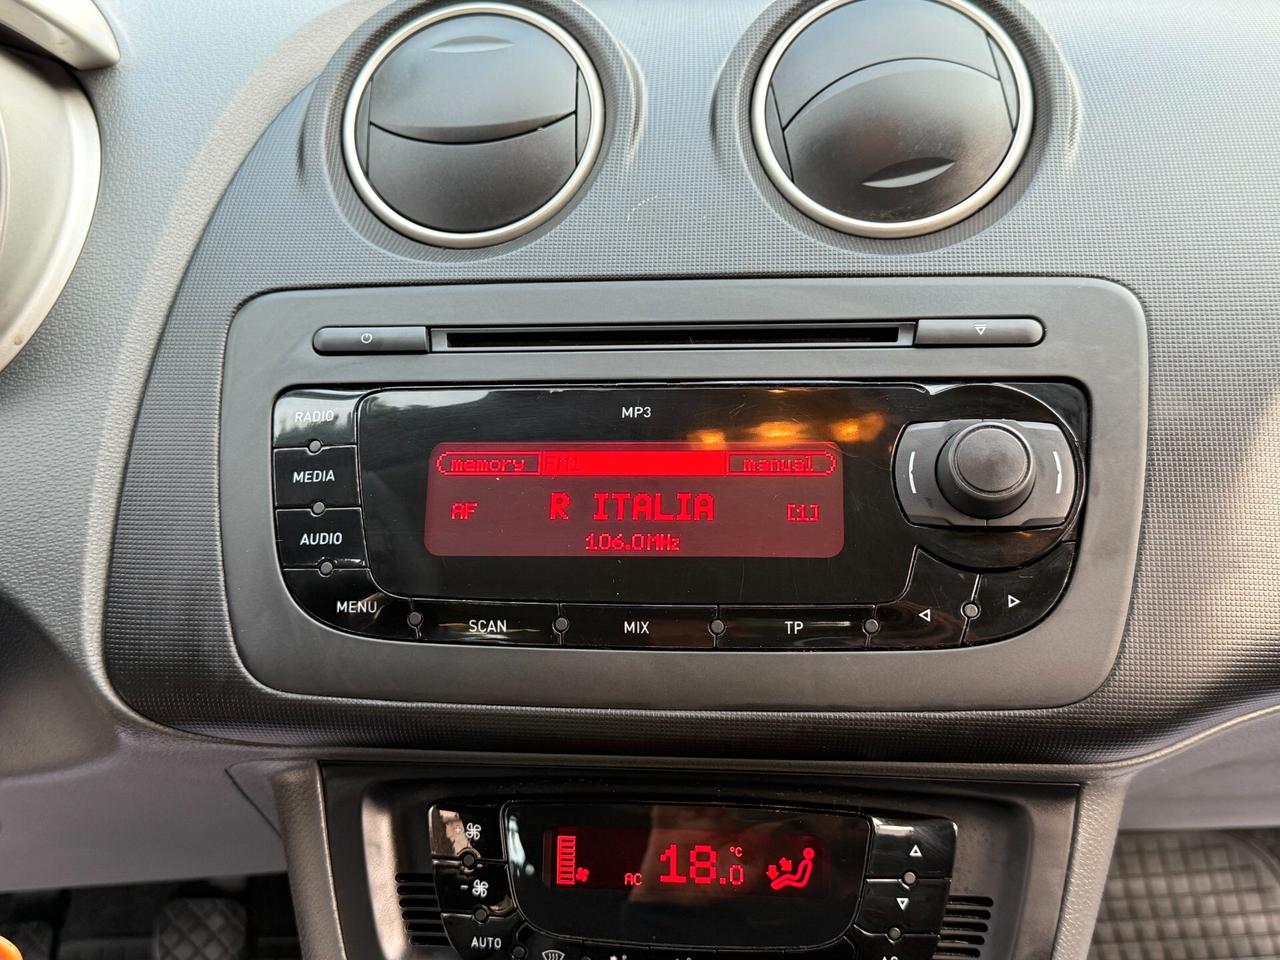 RADIO
MP3
memory FM1 manual
MEDIA
AF R ITALIA [1]
106.0MHz
AUDIO
MENU
SCAN MIX TP
AC 18.0 °C
AUTO